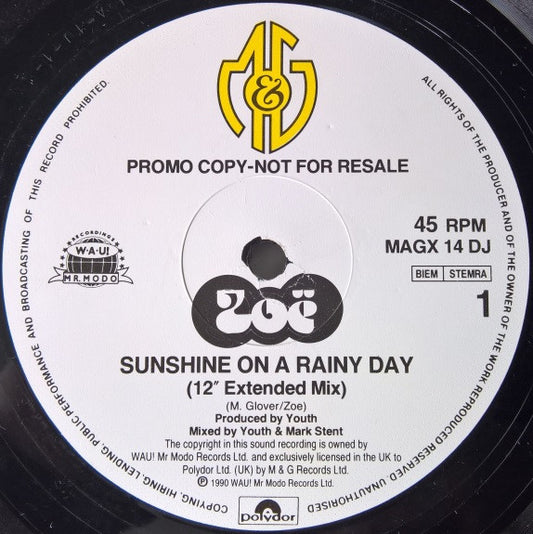 M&G
PROMO COPY-NOT FOR RESALE
45 RPM
MAGX 14 DJ
BIEM STEMRA
1
RECORDINGS
W·A·U!
MR.MODO
Zoë
SUNSHINE ON A RAINY DAY
(12″ Extended Mix)
(M. Glover/Zoe)
Produced by Youth
Mixed by Youth & Mark Stent
The copyright in this sound recording is owned by
WAU! Mr Modo Records Ltd. and exclusively licensed in the UK to
Polydor Ltd. (UK) by M & G Records Ltd.
℗ 1990 WAU! Mr Modo Records Ltd.
polydor
ALL RIGHTS OF THE PRODUCER AND OF THE OWNER OF THE WORK REPRODUCED RESERVED. UNAUTHORISED COPYING, HIRING, LENDING, PUBLIC PERFORMANCE AND BROADCASTING OF THIS RECORD PROHIBITED.